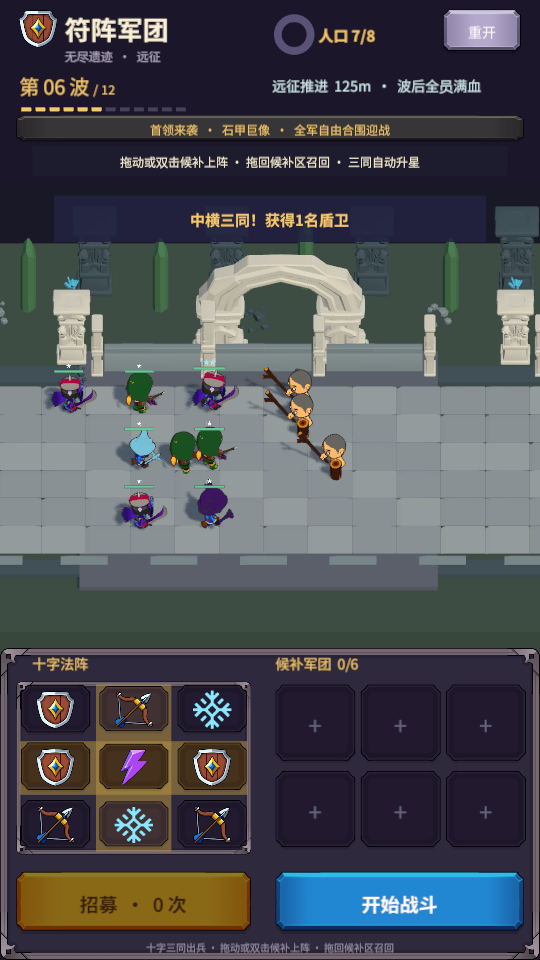 符阵军团
无尽遗迹 · 远征
人口 7/8
重开
第 06 波 / 12
远征推进 125m · 波后全员满血
首领来袭 · 石甲巨像 · 全军自由合围迎战
拖动或双击候补上阵 · 拖回候补区召回 · 三同自动升星
中横三同！获得1名盾卫
十字法阵
候补军团 0/6
招募 · 0 次
开始战斗
十字三同出兵 · 拖动或双击候补上阵 · 拖回候补区召回